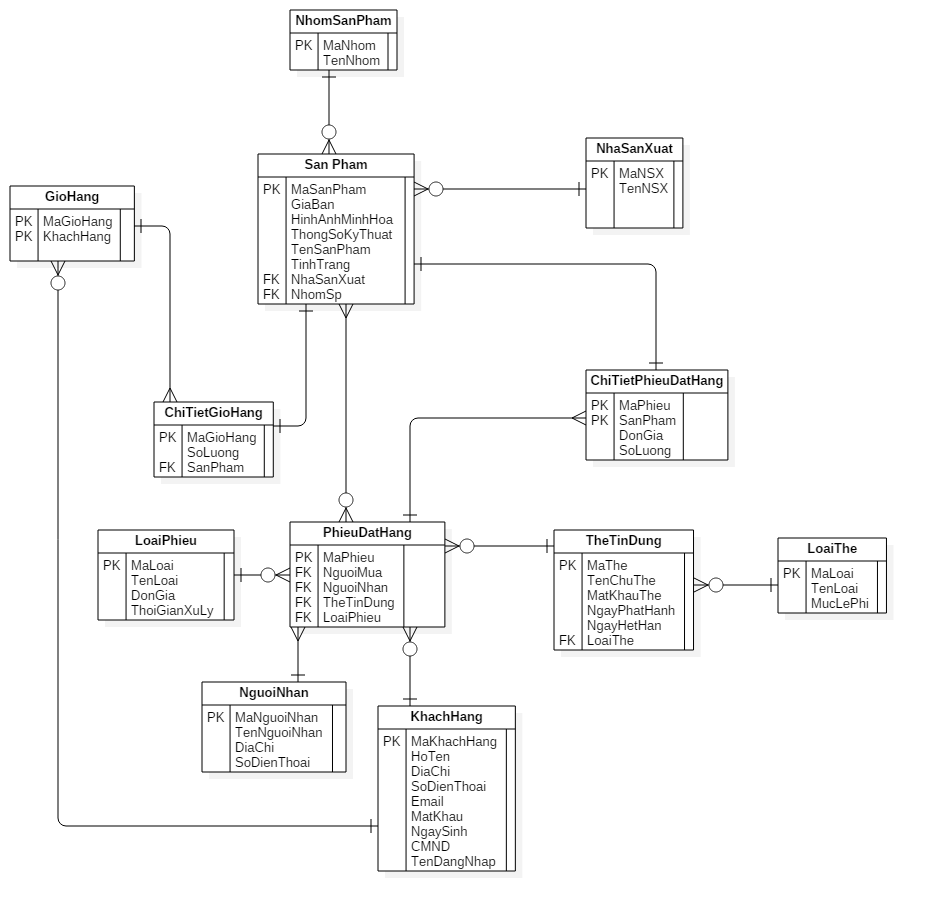 NhomSanPham
PK MaNhom
TenNhom
San Pham
PK MaSanPham
GiaBan
HinhAnhMinhHoa
ThongSoKyThuat
TenSanPham
TinhTrang
FK NhaSanXuat
FK NhomSp
NhaSanXuat
PK MaNSX
TenNSX
GioHang
PK MaGioHang
PK KhachHang
ChiTietPhieuDatHang
PK MaPhieu
PK SanPham
DonGia
SoLuong
ChiTietGioHang
PK MaGioHang
SoLuong
FK SanPham
LoaiPhieu
PK MaLoai
TenLoai
DonGia
ThoiGianXuLy
PhieuDatHang
PK MaPhieu
FK NguoiMua
FK NguoiNhan
FK TheTinDung
FK LoaiPhieu
TheTinDung
PK MaThe
TenChuThe
MatKhauThe
NgayPhatHanh
NgayHetHan
FK LoaiThe
LoaiThe
PK MaLoai
TenLoai
MucLePhi
NguoiNhan
PK MaNguoiNhan
TenNguoiNhan
DiaChi
SoDienThoai
KhachHang
PK MaKhachHang
HoTen
DiaChi
SoDienThoai
Email
MatKhau
NgaySinh
CMND
TenDangNhap